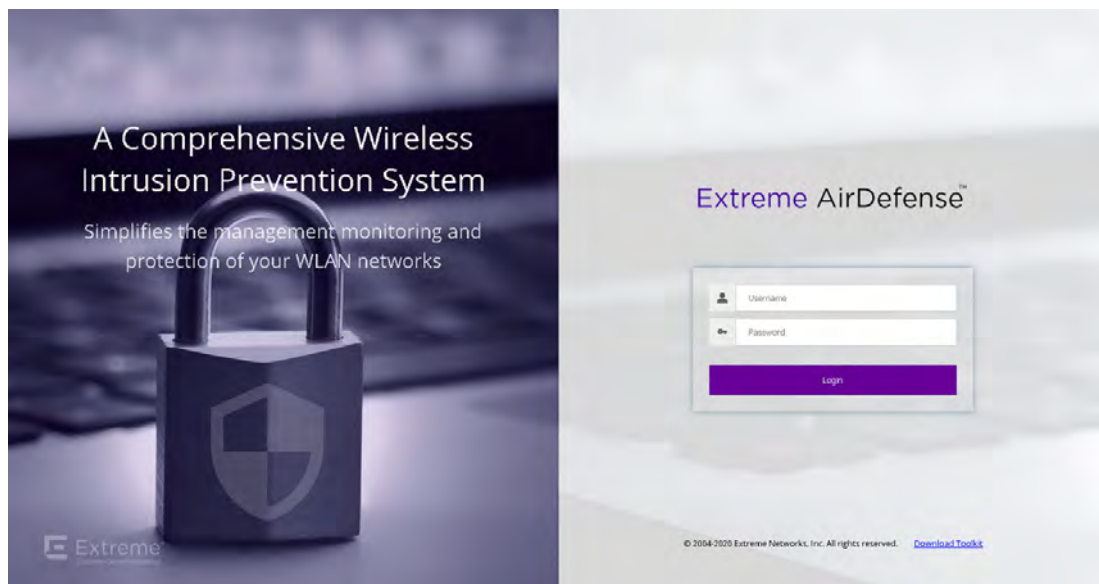 A Comprehensive Wireless
Intrusion Prevention System
Simplifies the management monitoring and
protection of your WLAN networks
Extreme
Extreme AirDefense™
Username
Password
Login
© 2004-2020 Extreme Networks, Inc. All rights reserved. Download Toolkit